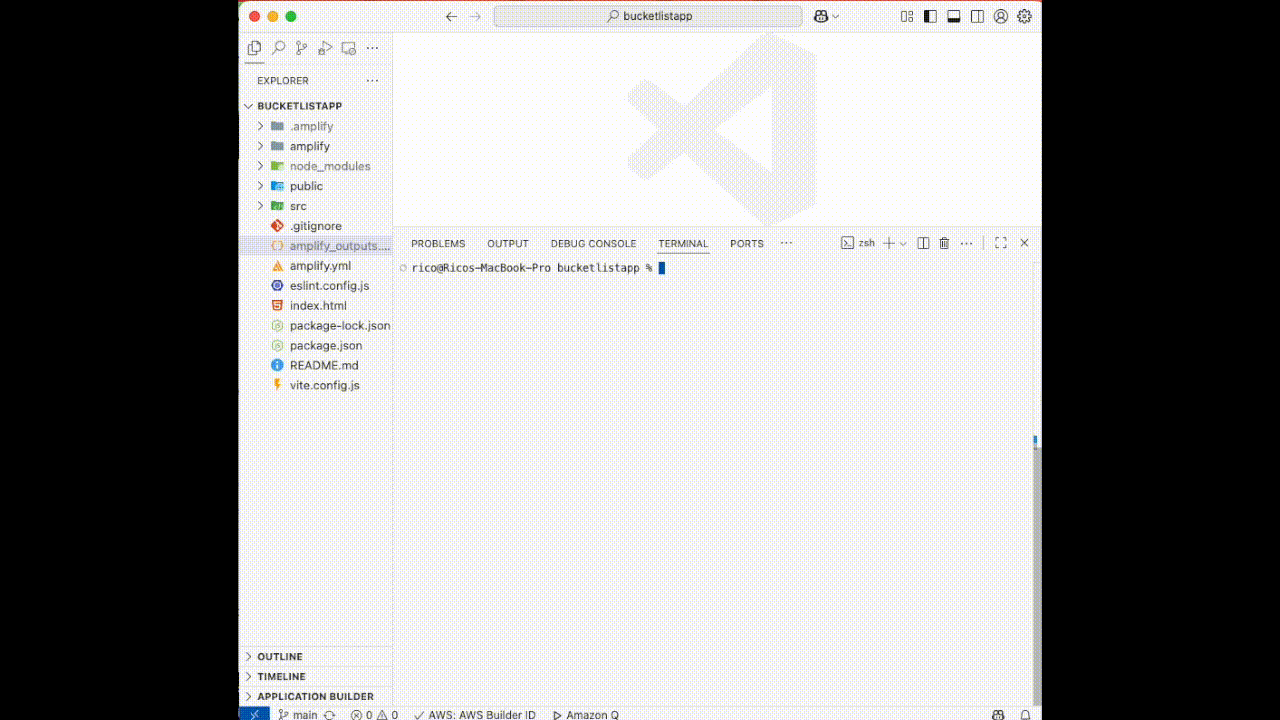 bucketlistapp
EXPLORER
BUCKETLISTAPP
.amplify
amplify
node_modules
public
src
.gitignore
amplify_outputs....
amplify.yml
eslint.config.js
index.html
package-lock.json
package.json
README.md
vite.config.js
OUTLINE
TIMELINE
APPLICATION BUILDER
PROBLEMS OUTPUT DEBUG CONSOLE TERMINAL PORTS zsh
rico@Ricos-MacBook-Pro bucketlistapp %
main 0 0 AWS: AWS Builder ID Amazon Q